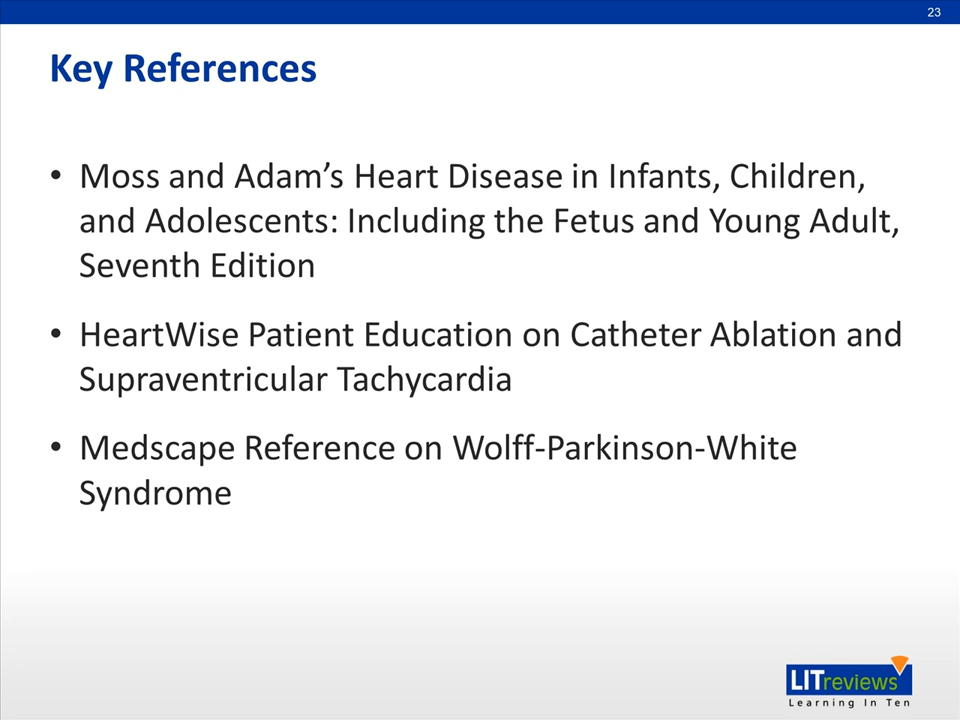 23
Key References
• Moss and Adam’s Heart Disease in Infants, Children,
and Adolescents: Including the Fetus and Young Adult,
Seventh Edition
• HeartWise Patient Education on Catheter Ablation and
Supraventricular Tachycardia
• Medscape Reference on Wolff-Parkinson-White
Syndrome
LITreviews
Learning In Ten